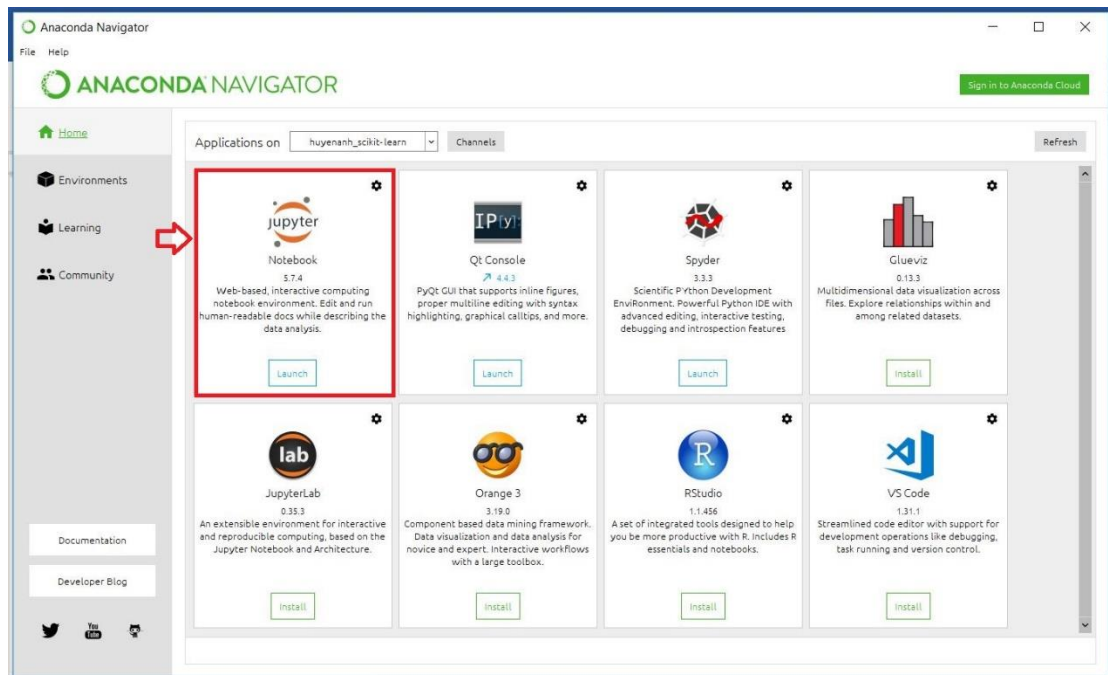 Anaconda Navigator
File Help
ANACONDA NAVIGATOR
Sign in to Anaconda Cloud
Home
Environments
Learning
Community
Documentation
Developer Blog
You
Tube
Applications on huyenanh_scikit-learn Channels Refresh
jupyter
Notebook
5.7.4
Web-based, interactive computing
notebook environment. Edit and run
human-readable docs while describing the
data analysis.
Launch
IP[y]:
Qt Console
4.4.3
PyQt GUI that supports inline figures,
proper multiline editing with syntax
highlighting, graphical calltips, and more.
Launch
Spyder
3.3.3
Scientific PYthon Development
EnviRonment. Powerful Python IDE with
advanced editing, interactive testing,
debugging and introspection features
Launch
Glueviz
0.13.3
Multidimensional data visualization across
files. Explore relationships within and
among related datasets.
Install
lab
JupyterLab
0.35.3
An extensible environment for interactive
and reproducible computing, based on the
Jupyter Notebook and Architecture.
Install
Orange 3
3.19.0
Component based data mining framework.
Data visualization and data analysis for
novice and expert. Interactive workflows
with a large toolbox.
Install
R
RStudio
1.1.456
A set of integrated tools designed to help
you be more productive with R. Includes R
essentials and notebooks.
Install
VS Code
1.31.1
Streamlined code editor with support for
development operations like debugging,
task running and version control.
Install